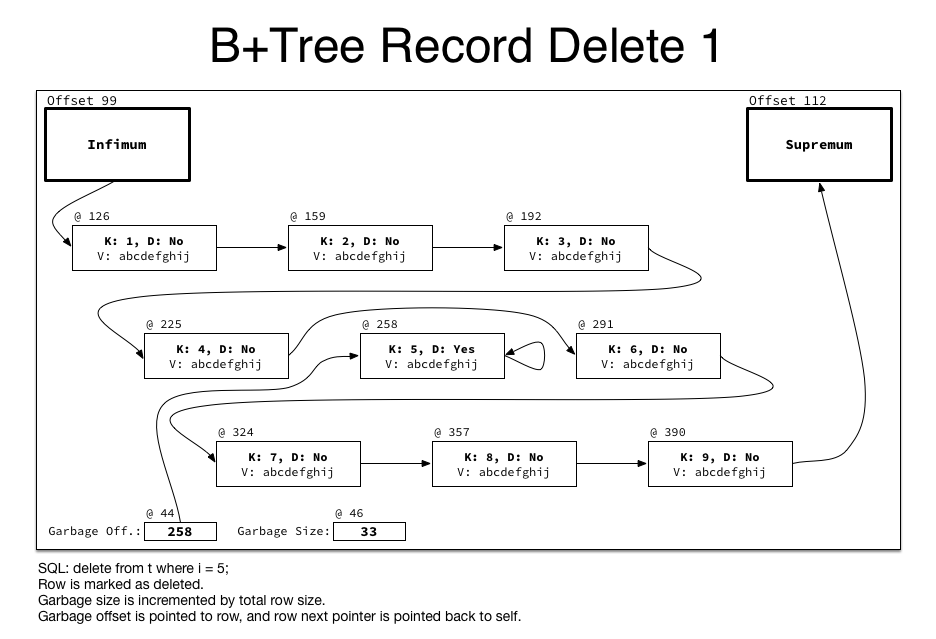 B+Tree Record Delete 1
Offset 99
Offset 112
Infimum
Supremum
@ 126
@ 159
@ 192
K: 1, D: No
V: abcdefghij
K: 2, D: No
V: abcdefghij
K: 3, D: No
V: abcdefghij
@ 225
@ 258
@ 291
K: 4, D: No
V: abcdefghij
K: 5, D: Yes
V: abcdefghij
K: 6, D: No
V: abcdefghij
@ 324
@ 357
@ 390
K: 7, D: No
V: abcdefghij
K: 8, D: No
V: abcdefghij
K: 9, D: No
V: abcdefghij
@ 44
@ 46
Garbage Off.: 258
Garbage Size: 33
SQL: delete from t where i = 5;
Row is marked as deleted.
Garbage size is incremented by total row size.
Garbage offset is pointed to row, and row next pointer is pointed back to self.